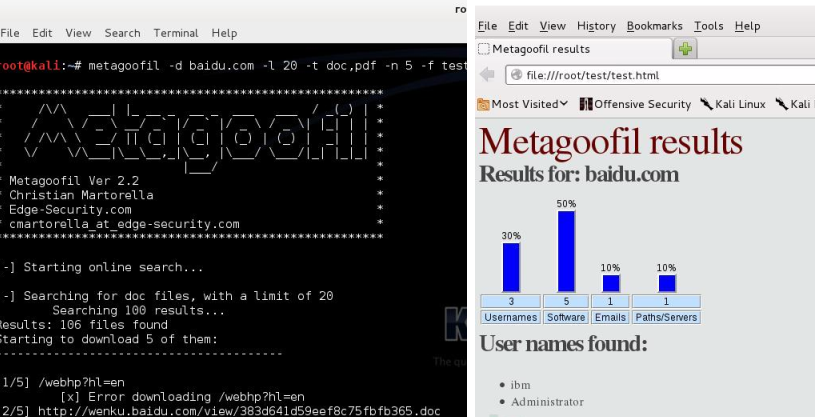 ro
File Edit View Search Terminal Help
root@kali:~# metagoofil -d baidu.com -l 20 -t doc,pdf -n 5 -f test
******************************************************
* Metagoofil Ver 2.2 *
* Christian Martorella *
* Edge-Security.com *
* cmartorella_at_edge-security.com *
******************************************************
[-] Starting online search...
[-] Searching for doc files, with a limit of 20
Searching 100 results...
Results: 106 files found
Starting to download 5 of them:
----------------------------------------
[1/5] /webhp?hl=en
[x] Error downloading /webhp?hl=en
[2/5] http://wenku.baidu.com/view/383d641d59eef8c75fbfb365.doc
The qu
File Edit View History Bookmarks Tools Help
Metagoofil results
file:///root/test/test.html
Most Visited Offensive Security Kali Linux Kali
Metagoofil results
Results for: baidu.com
50%
30%
10% 10%
3 5 1 1
Usernames Software Emails Paths/Servers
User names found:
• ibm
• Administrator